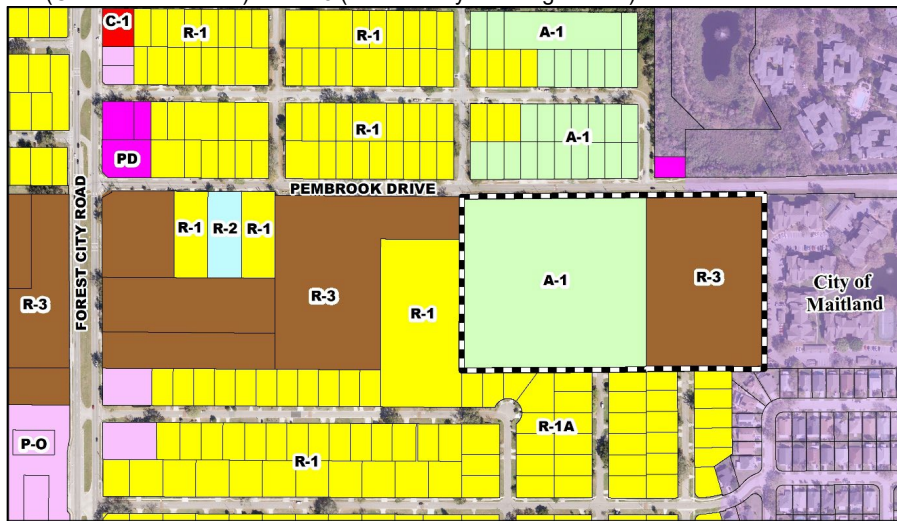 C-1
R-1
R-1
A-1
R-1
A-1
PD
PEMBROOK DRIVE
R-1
R-2
R-1
FOREST CITY ROAD
R-3
R-3
R-1
A-1
R-3
City of
Maitland
P-O
R-1A
R-1